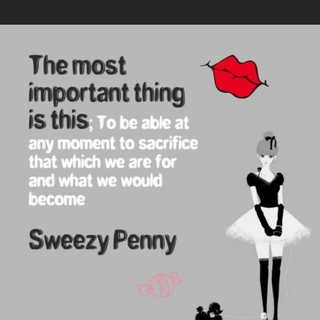 The most
important thing
is this; To be able at
any moment to sacrifice
that which we are for
and what we would
become
Sweezy Penny